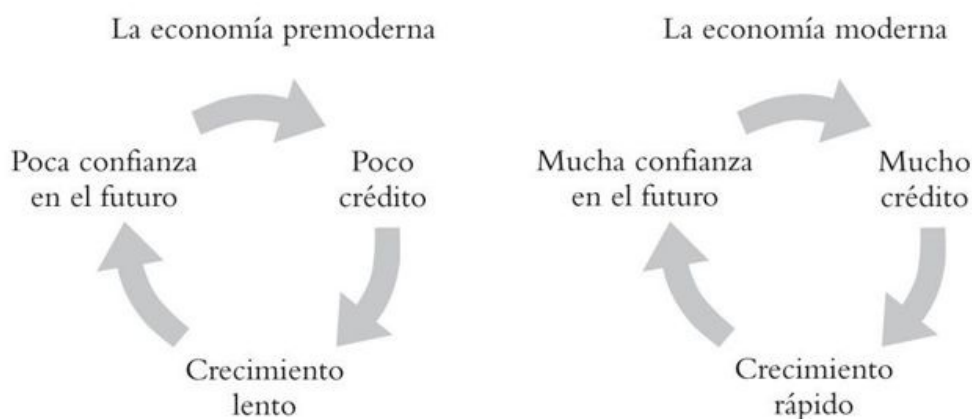 La economía premoderna
Poca confianza
en el futuro
Poco
crédito
Crecimiento
lento
La economía moderna
Mucha confianza
en el futuro
Mucho
crédito
Crecimiento
rápido